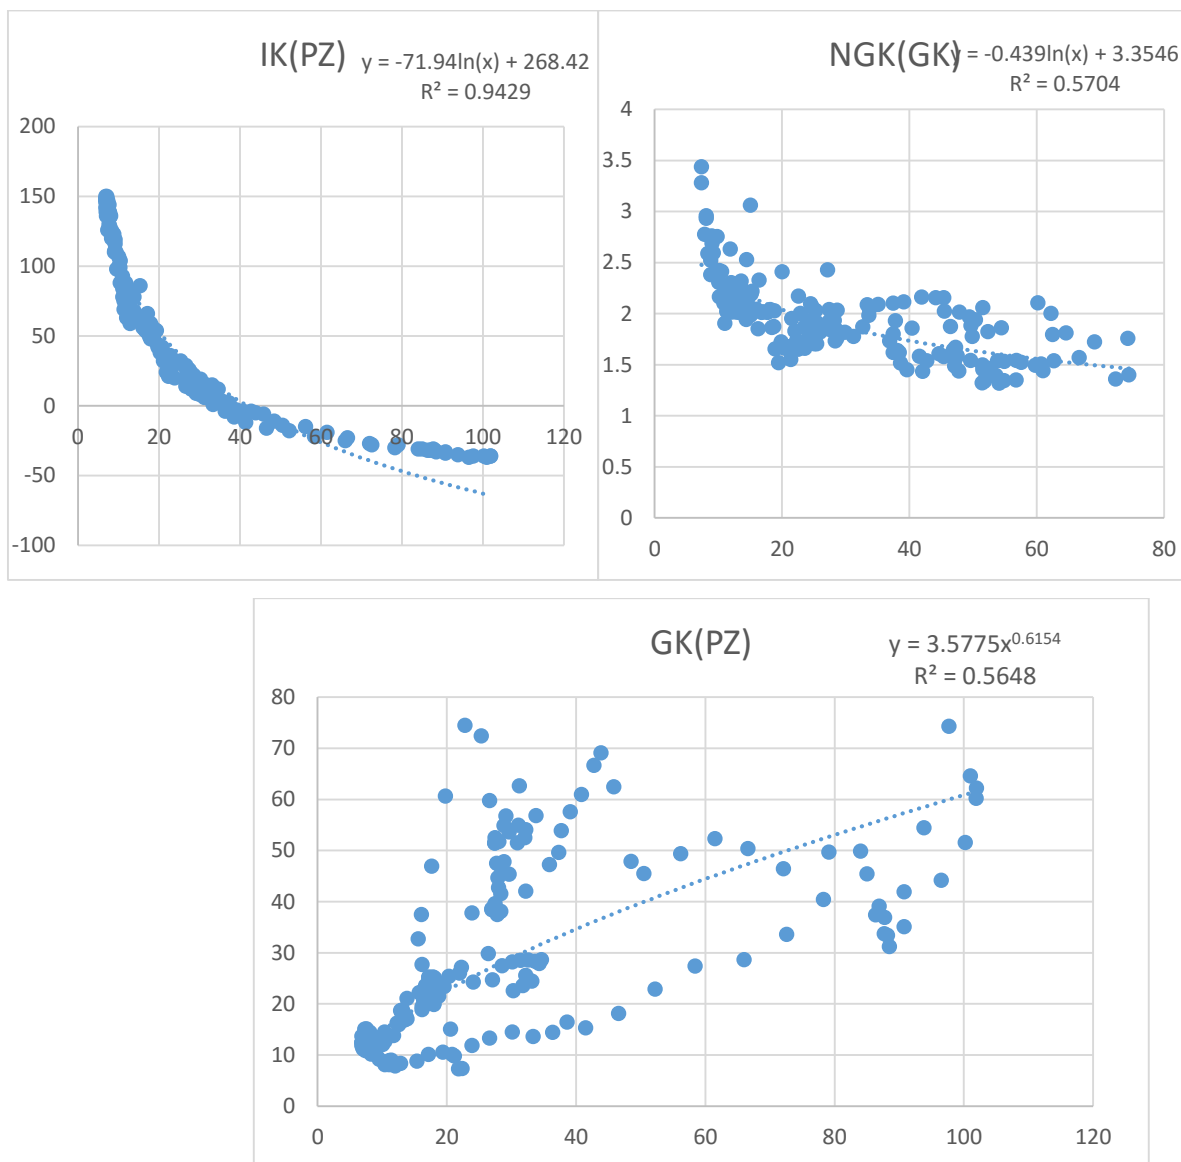 IK(PZ)
y = -71.94ln(x) + 268.42
R² = 0.9429
200
150
100
50
0
-50
-100
0 20 40 60 80 100 120
NGK(GK)
y = -0.439ln(x) + 3.3546
R² = 0.5704
4
3.5
3
2.5
2
1.5
1
0.5
0
0 20 40 60 80
GK(PZ)
y = 3.5775x^0.6154
R² = 0.5648
80
70
60
50
40
30
20
10
0
0 20 40 60 80 100 120